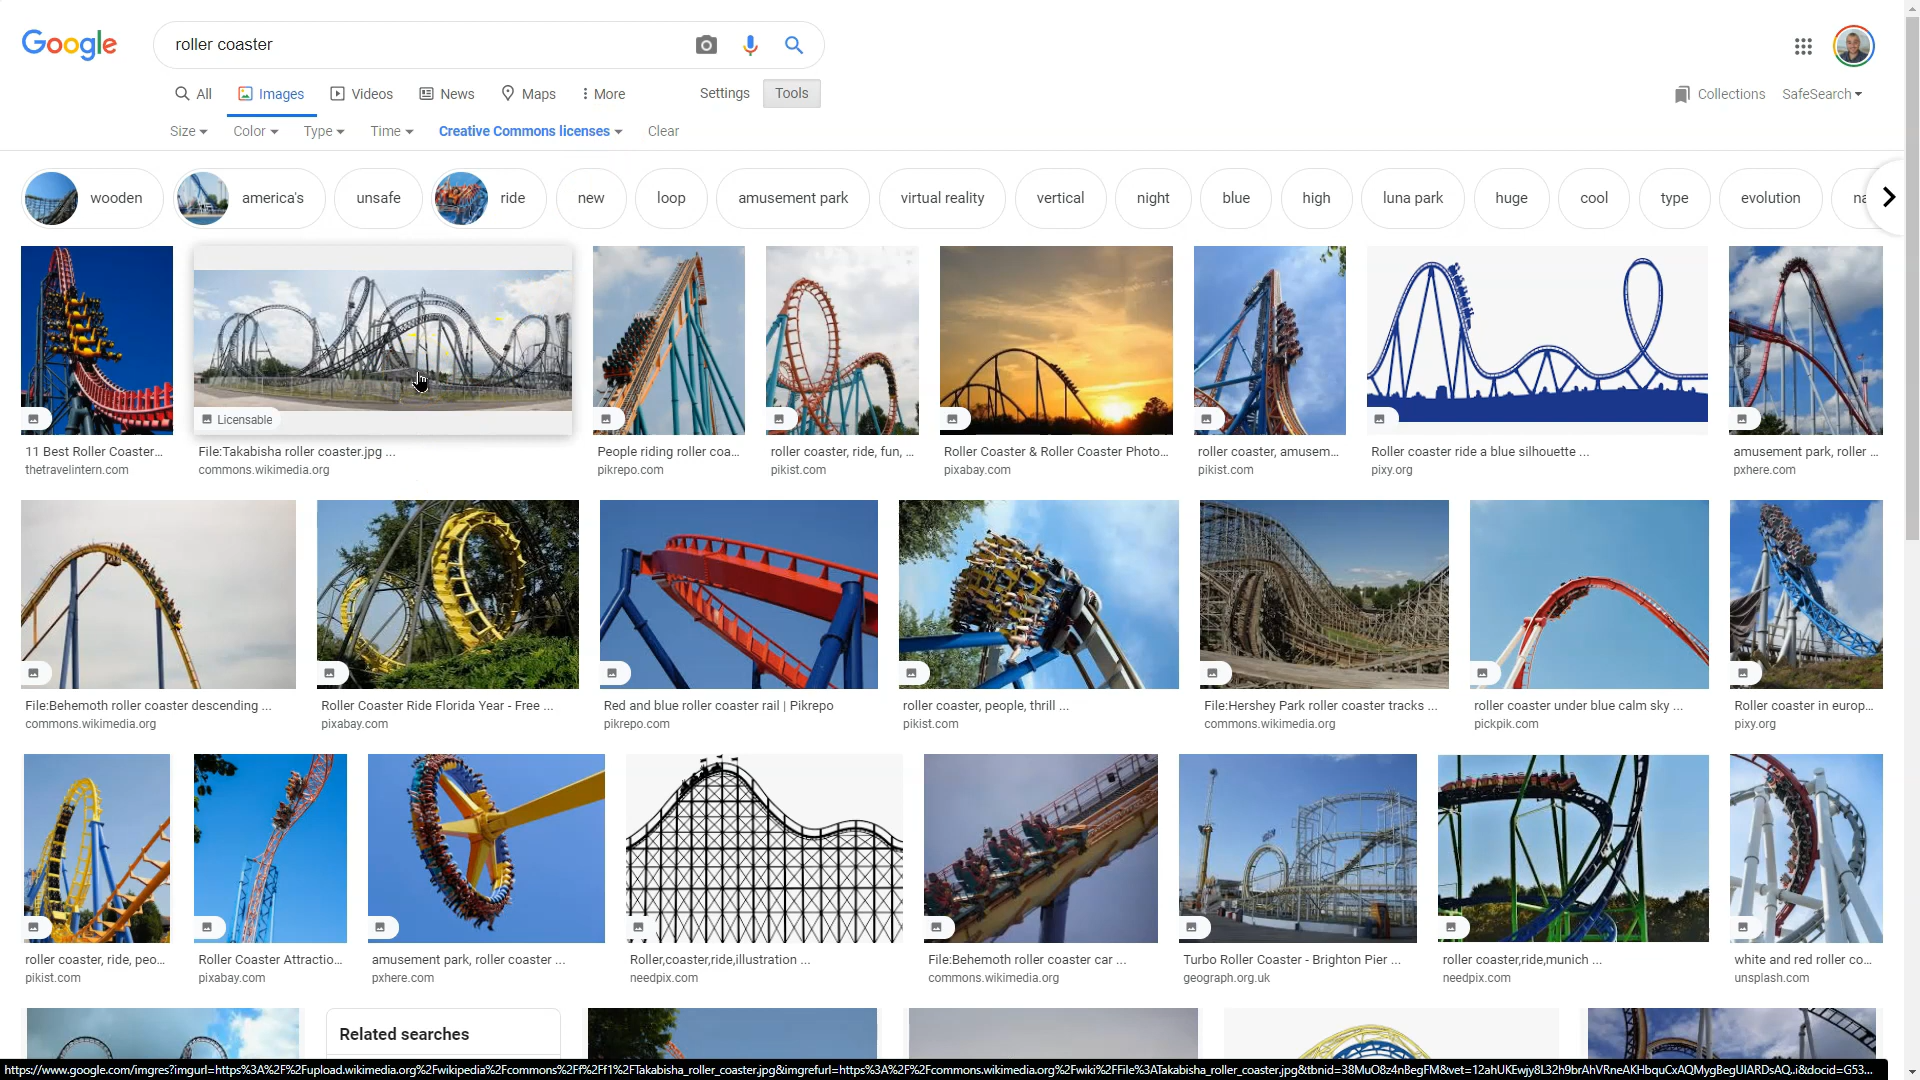 Google
roller coaster
All
Images
Videos
News
Maps
More
Settings
Tools
Collections
SafeSearch
Size
Color
Type
Time
Creative Commons licenses
Clear
wooden
america's
unsafe
ride
new
loop
amusement park
virtual reality
vertical
night
blue
high
luna park
huge
cool
type
evolution
Licensable
11 Best Roller Coaster...
File:Takabisha roller coaster.jpg ...
People riding roller coa...
roller coaster, ride, fun, ...
Roller Coaster & Roller Coaster Photo...
roller coaster, amusem...
Roller coaster ride a blue silhouette ...
amusement park, roller ...
thetravelintern.com
commons.wikimedia.org
pikrepo.com
pikist.com
pixabay.com
pikist.com
pixy.org
pxhere.com
File:Behemoth roller coaster descending ...
Roller Coaster Ride Florida Year - Free ...
Red and blue roller coaster rail | Pikrepo
roller coaster, people, thrill ...
File:Hershey Park roller coaster tracks ...
roller coaster under blue calm sky ...
Roller coaster in europ...
commons.wikimedia.org
pixabay.com
pikrepo.com
pikist.com
commons.wikimedia.org
pickpik.com
pixy.org
roller coaster, ride, peo...
Roller Coaster Attractio...
amusement park, roller coaster ...
Roller,coaster,ride,illustration ...
File:Behemoth roller coaster car ...
Turbo Roller Coaster - Brighton Pier ...
roller coaster,ride,munich ...
white and red roller co...
pikist.com
pixabay.com
pxhere.com
needpix.com
commons.wikimedia.org
geograph.org.uk
needpix.com
unsplash.com
Related searches